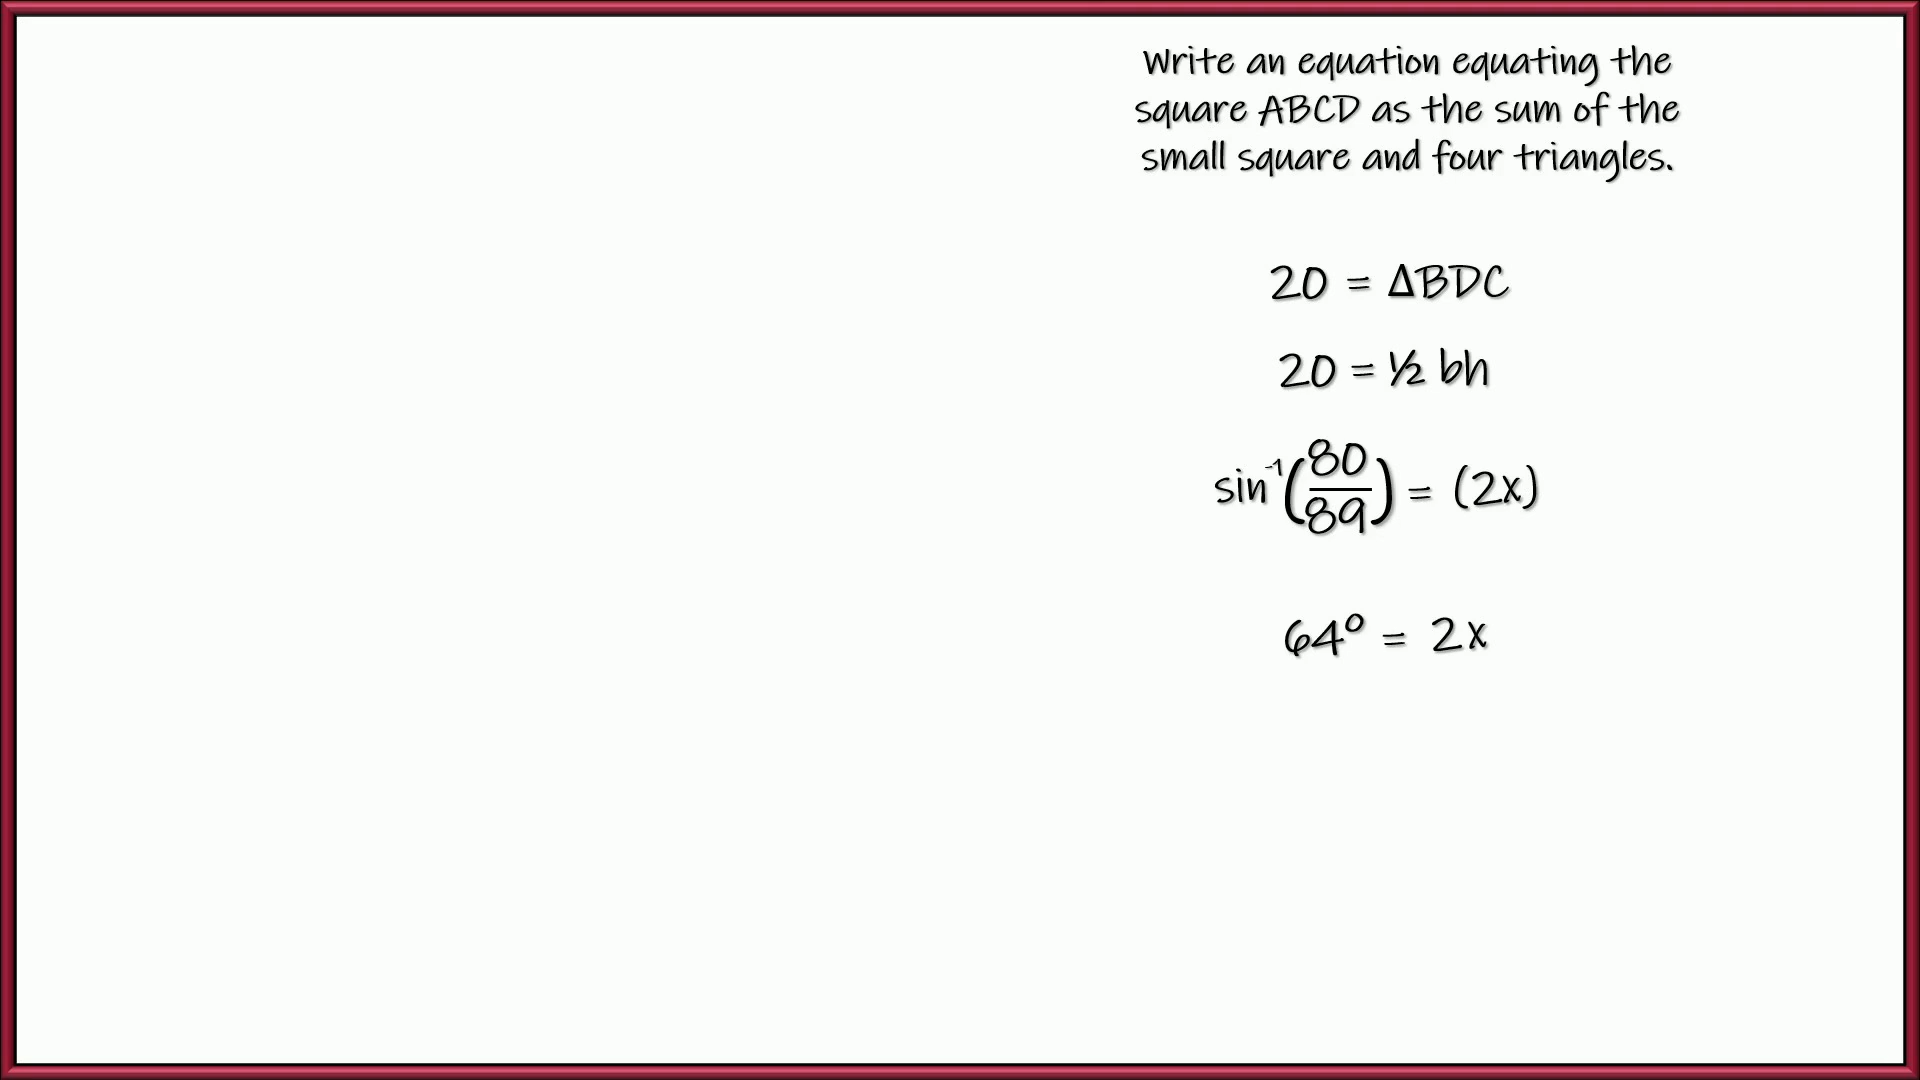 Write an equation equating the
square ABCD as the sum of the
small square and four triangles.
20 = ΔBDC
20 = ½ bh
sin⁻¹(80/89) = (2x)
64° = 2x